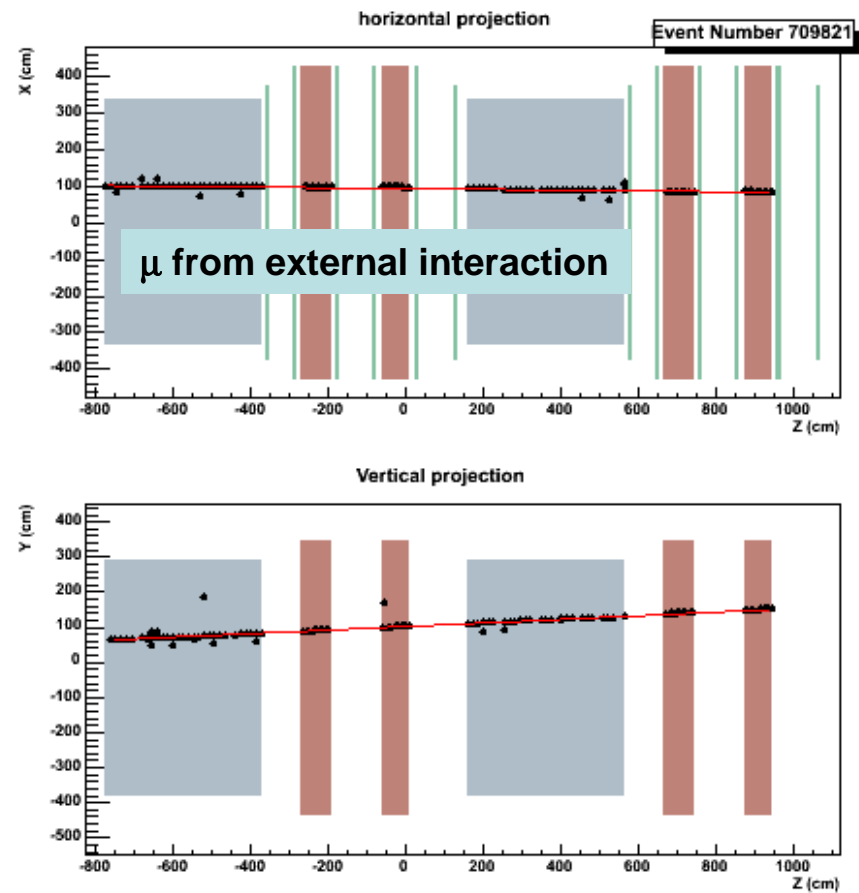 horizontal projection
Event Number 709821
X (cm)
400
300
200
100
0
-100
-200
-300
-400
μ from external interaction
-800 -600 -400 -200 0 200 400 600 800 1000
Z (cm)
Vertical projection
Y (cm)
400
300
200
100
0
-100
-200
-300
-400
-500
-800 -600 -400 -200 0 200 400 600 800 1000
Z (cm)